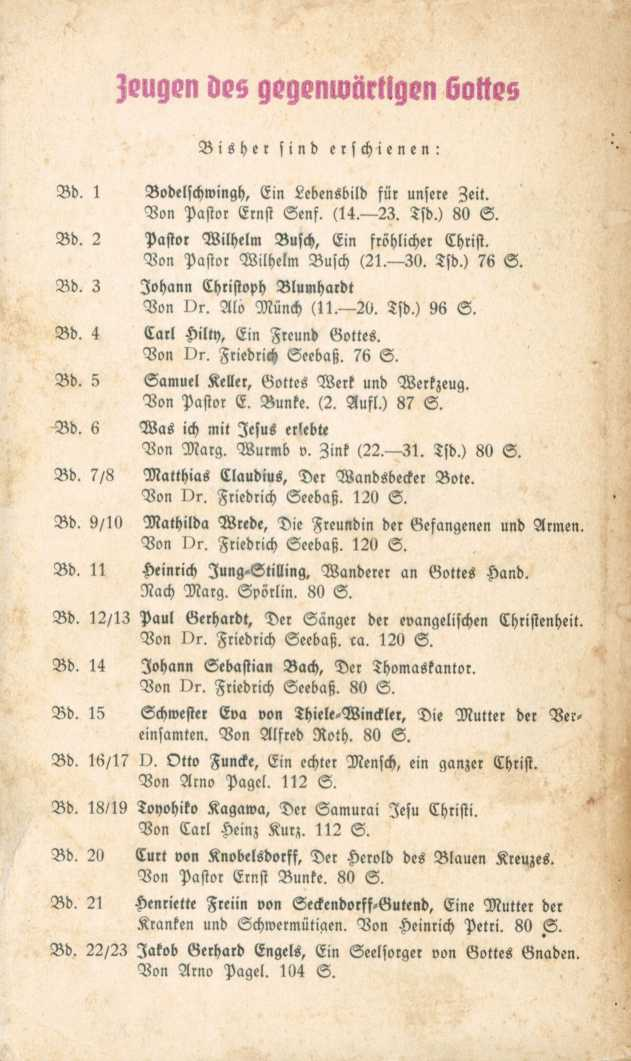 Zeugen des gegenwärtigen Gottes
Bisher sind erschienen:
Bd. 1 Bodelschwingh, Ein Lebensbild für unsere Zeit.
Von Pastor Ernst Senf. (14.—23. Tsd.) 80 S.
Bd. 2 Pastor Wilhelm Busch, Ein fröhlicher Christ.
Von Pastor Wilhelm Busch (21.—30. Tsd.) 76 S.
Bd. 3 Johann Christoph Blumhardt
Von Dr. Alo Münch (11.—20. Tsd.) 96 S.
Bd. 4 Carl Hilty, Ein Freund Gottes.
Von Dr. Friedrich Seebaß. 76 S.
Bd. 5 Samuel Keller, Gottes Werk und Werkzeug.
Von Pastor E. Bunke. (2. Aufl.) 87 S.
Bd. 6 Was ich mit Jesus erlebte
Von Marg. Wurmb v. Zink (22.—31. Tsd.) 80 S.
Bd. 7/8 Matthias Claudius, Der Wandsbecker Bote.
Von Dr. Friedrich Seebaß. 120 S.
Bd. 9/10 Mathilda Wrede, Die Freundin der Gefangenen und Armen.
Von Dr. Friedrich Seebaß. 120 S.
Bd. 11 Heinrich Jung-Stilling, Wanderer an Gottes Hand.
Nach Marg. Spörlin. 80 S.
Bd. 12/13 Paul Gerhardt, Der Sänger der evangelischen Christenheit.
Von Dr. Friedrich Seebaß. ca. 120 S.
Bd. 14 Johann Sebastian Bach, Der Thomaskantor.
Von Dr. Friedrich Seebaß. 80 S.
Bd. 15 Schwester Eva von Thiele-Winckler, Die Mutter der Ver-
einsamten. Von Alfred Roth. 80 S.
Bd. 16/17 D. Otto Funcke, Ein echter Mensch, ein ganzer Christ.
Von Arno Pagel. 112 S.
Bd. 18/19 Toyohiko Kagawa, Der Samurai Jesu Christi.
Von Carl Heinz Kurz. 112 S.
Bd. 20 Curt von Knobelsdorff, Der Herold des Blauen Kreuzes.
Von Pastor Ernst Bunke. 80 S.
Bd. 21 Henriette Freiin von Seckendorff-Gutend, Eine Mutter der
Kranken und Schwermütigen. Von Heinrich Petri. 80 S.
Bd. 22/23 Jakob Gerhard Engels, Ein Seelsorger von Gottes Gnaden.
Von Arno Pagel. 104 S.